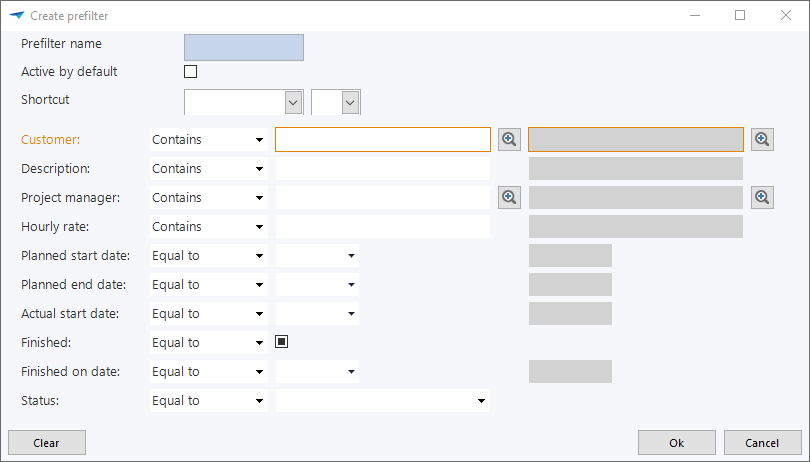 Create prefilter
Prefilter name
Active by default
Shortcut
Customer: Contains
Description: Contains
Project manager: Contains
Hourly rate: Contains
Planned start date: Equal to
Planned end date: Equal to
Actual start date: Equal to
Finished: Equal to
Finished on date: Equal to
Status: Equal to
Clear Ok Cancel